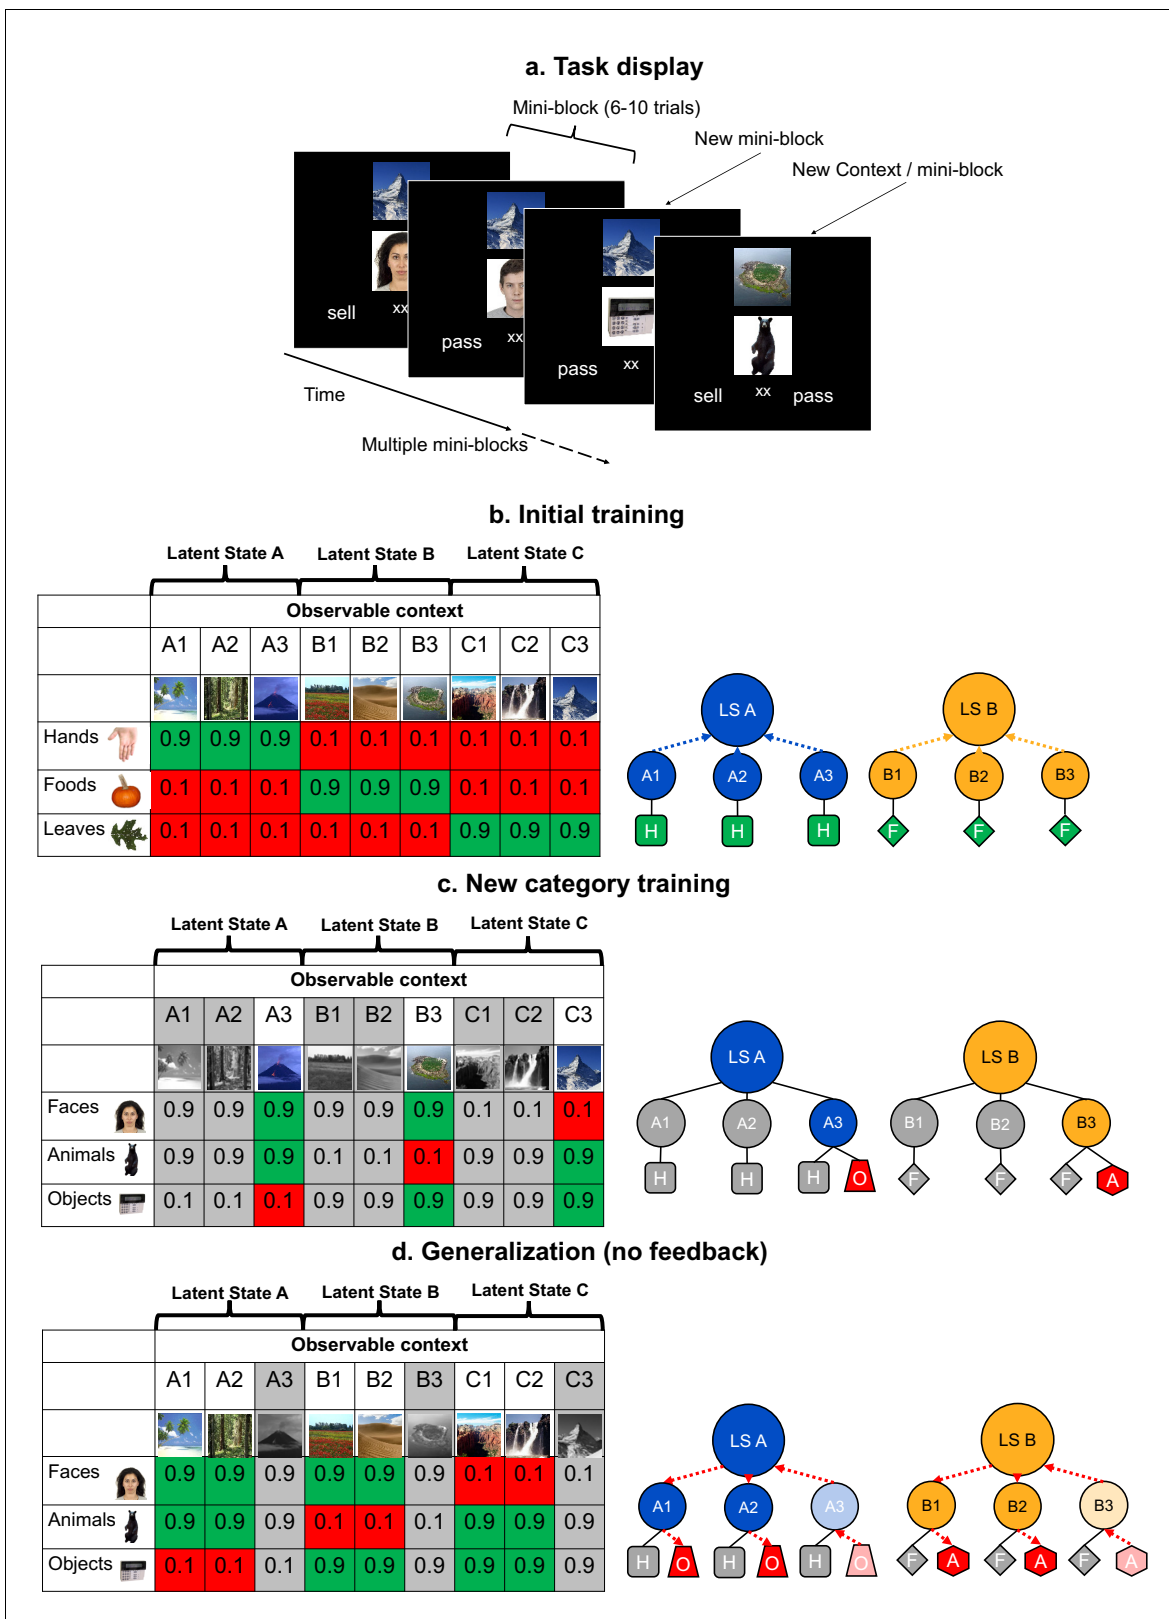 a. Task display
Mini-block (6-10 trials)
New mini-block
New Context / mini-block
sell xx
pass xx
pass xx
sell xx pass
Time
Multiple mini-blocks
b. Initial training
Latent State A Latent State B Latent State C
Observable context
A1 A2 A3 B1 B2 B3 C1 C2 C3
Hands 0.9 0.9 0.9 0.1 0.1 0.1 0.1 0.1 0.1
Foods 0.1 0.1 0.1 0.9 0.9 0.9 0.1 0.1 0.1
Leaves 0.1 0.1 0.1 0.1 0.1 0.1 0.9 0.9 0.9
LS A LS B
A1 A2 A3 B1 B2 B3
H H H F F F
c. New category training
Latent State A Latent State B Latent State C
Observable context
A1 A2 A3 B1 B2 B3 C1 C2 C3
Faces 0.9 0.9 0.9 0.9 0.9 0.9 0.1 0.1 0.1
Animals 0.9 0.9 0.9 0.1 0.1 0.1 0.9 0.9 0.9
Objects 0.1 0.1 0.1 0.9 0.9 0.9 0.9 0.9 0.9
LS A LS B
A1 A2 A3 B1 B2 B3
H H H O F F F A
d. Generalization (no feedback)
Latent State A Latent State B Latent State C
Observable context
A1 A2 A3 B1 B2 B3 C1 C2 C3
Faces 0.9 0.9 0.9 0.9 0.9 0.9 0.1 0.1 0.1
Animals 0.9 0.9 0.9 0.1 0.1 0.1 0.9 0.9 0.9
Objects 0.1 0.1 0.1 0.9 0.9 0.9 0.9 0.9 0.9
LS A LS B
A1 A2 A3 B1 B2 B3
H O H O H O F A F A F A